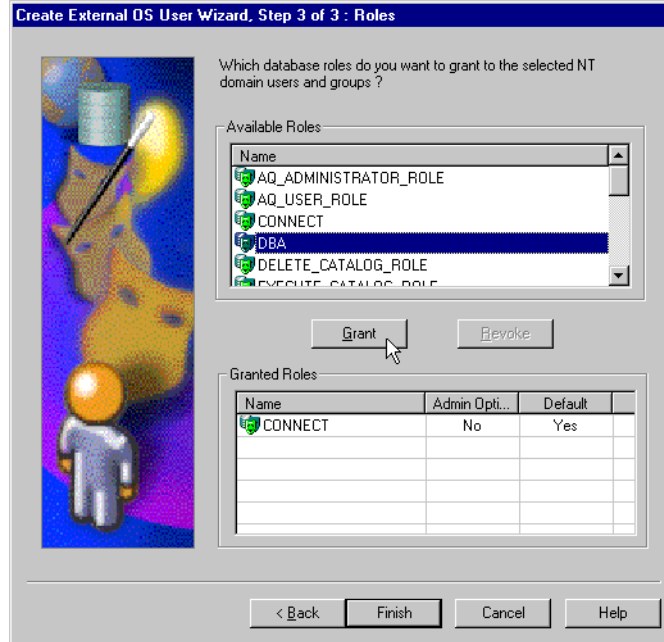 Create External OS User Wizard, Step 3 of 3 : Roles
Which database roles do you want to grant to the selected NT
domain users and groups ?
Available Roles
Name
AQ_ADMINISTRATOR_ROLE
AQ_USER_ROLE
CONNECT
DBA
DELETE_CATALOG_ROLE
EXECUTE_CATALOG_ROLE
Grant Revoke
Granted Roles
Name Admin Opti... Default
CONNECT No Yes
< Back Finish Cancel Help